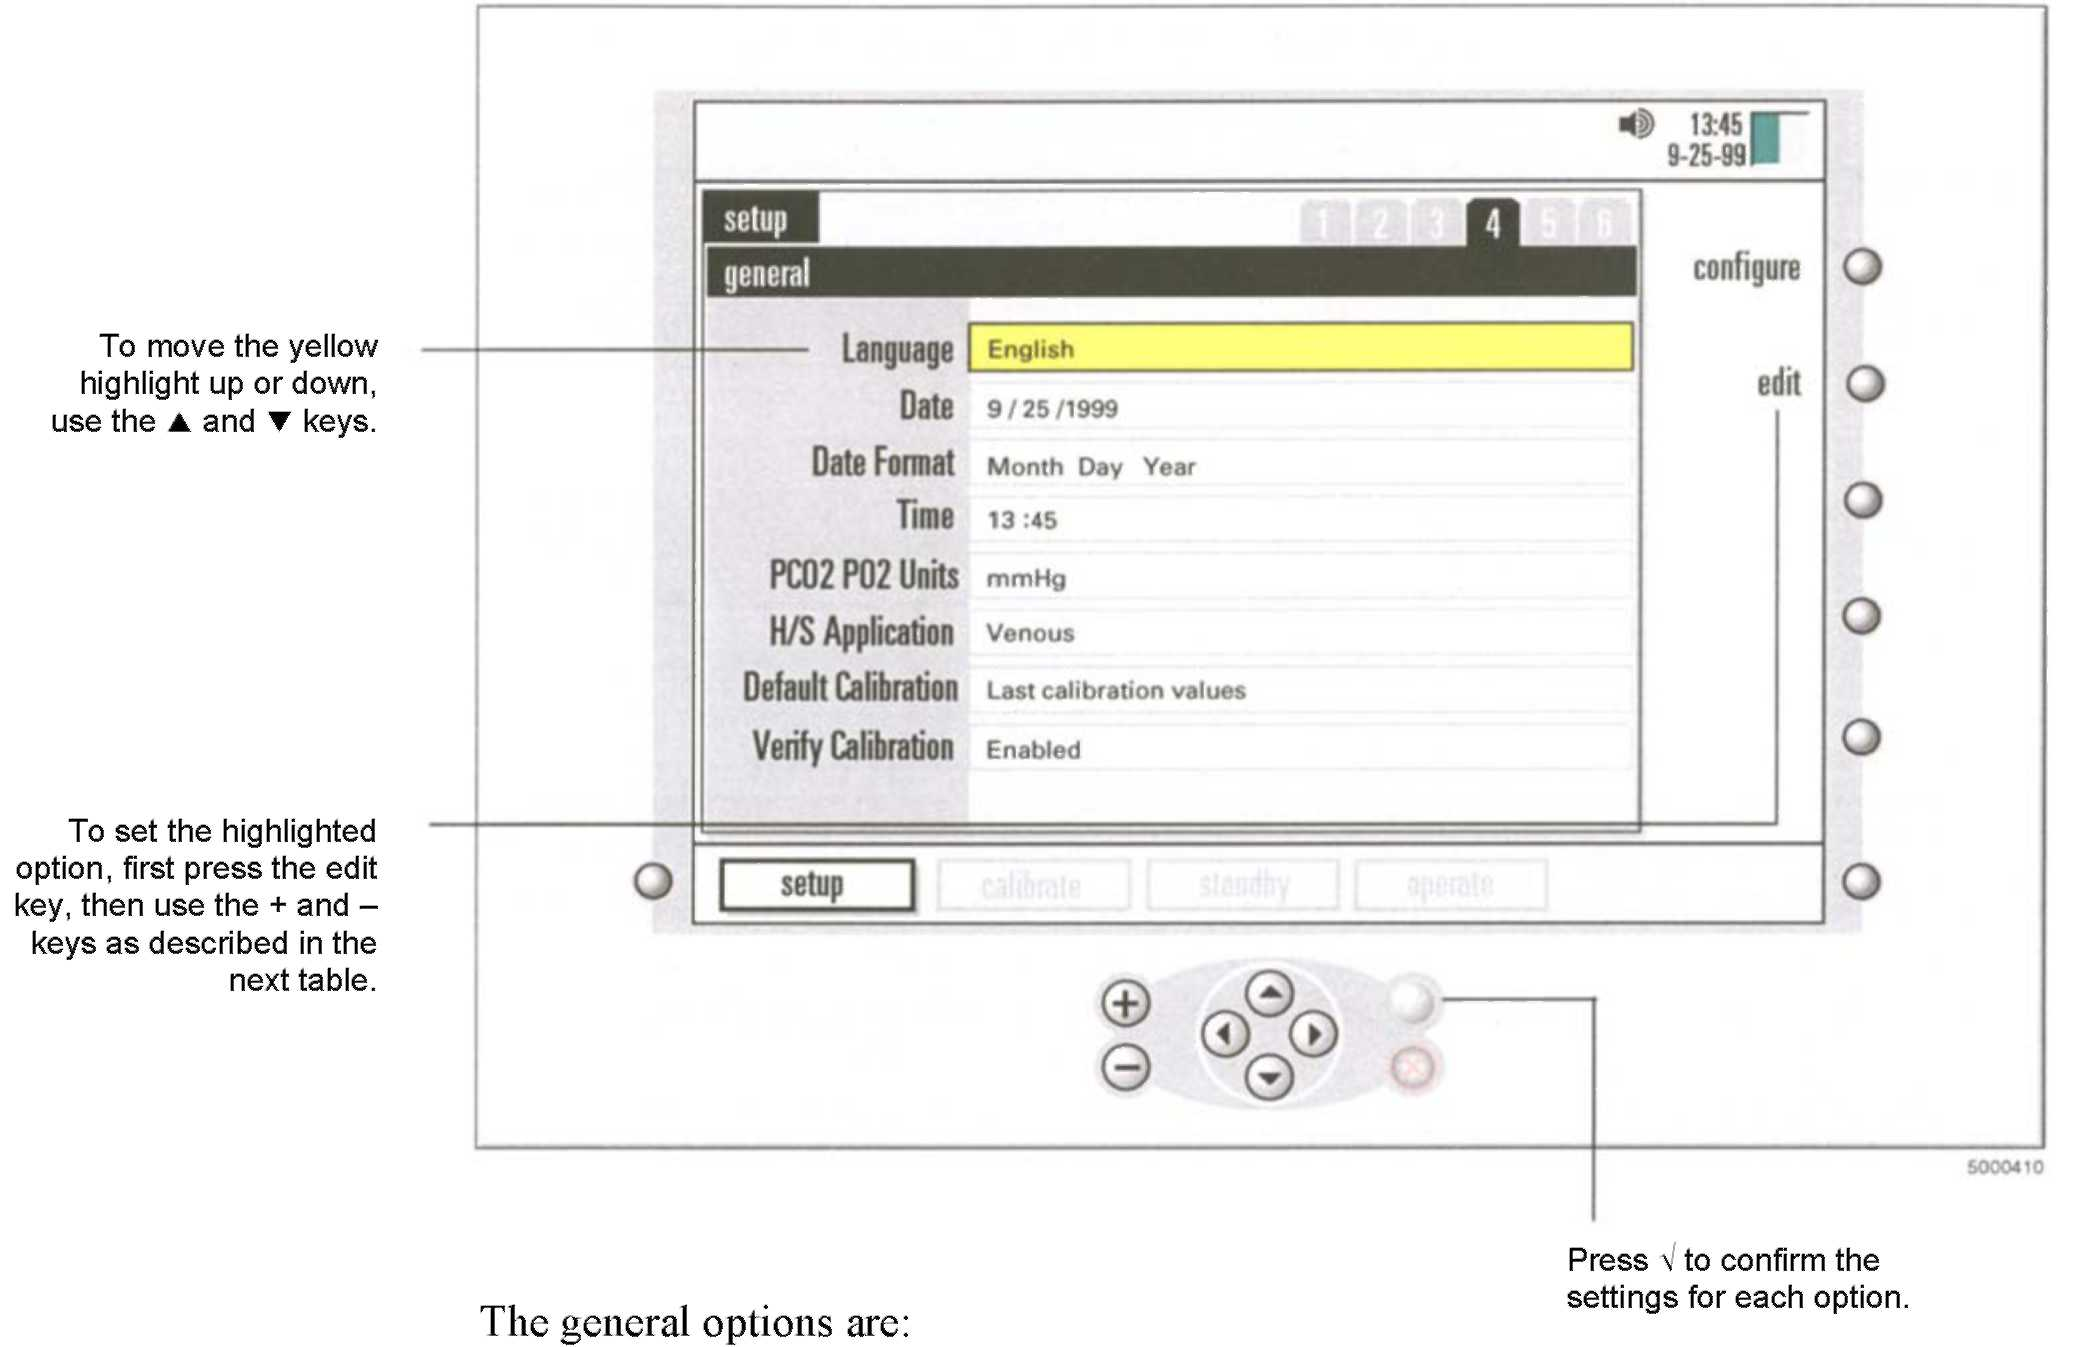 13:45
9-25-99
setup
1 2 3 4 5 6
general
configure
edit
Language English
Date 9 / 25 /1999
Date Format Month Day Year
Time 13 :45
PCO2 PO2 Units mmHg
H/S Application Venous
Default Calibration Last calibration values
Verify Calibration Enabled
setup calibrate standby operate
To move the yellow
highlight up or down,
use the ▲ and ▼ keys.
To set the highlighted
option, first press the edit
key, then use the + and –
keys as described in the
next table.
5000410
Press √ to confirm the
settings for each option.
The general options are: